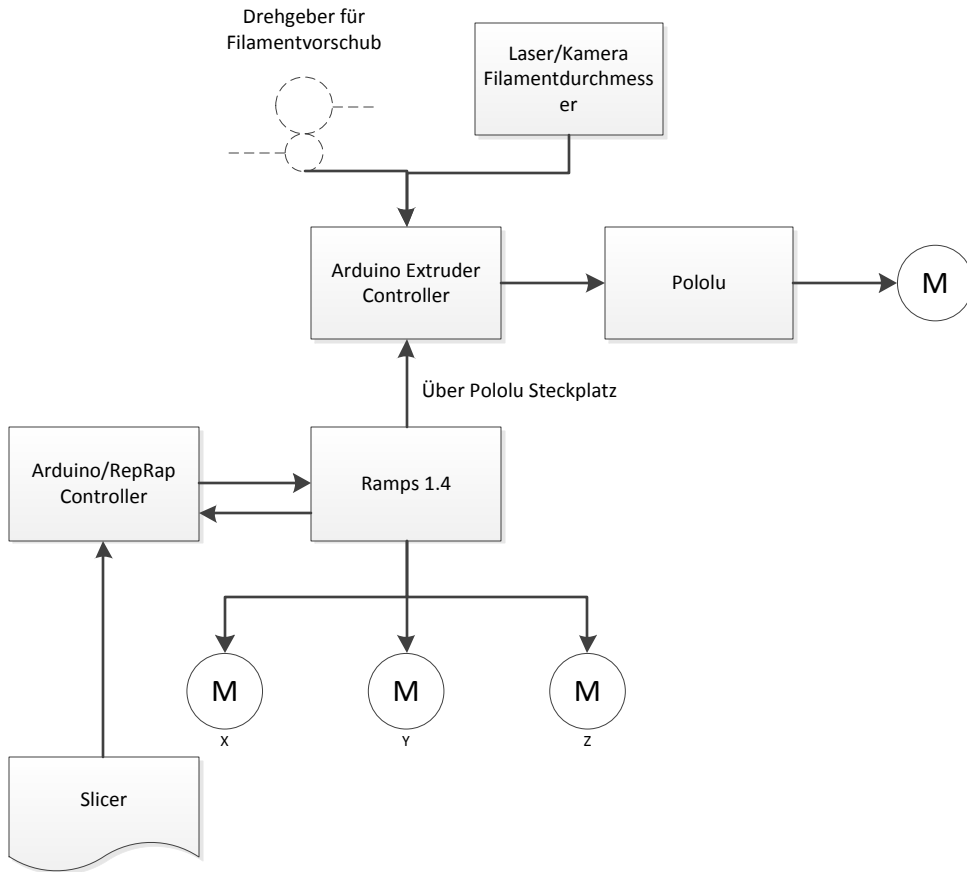 Drehgeber für
Filamentvorschub
Laser/Kamera
Filamentdurchmess
er
Arduino Extruder
Controller
Pololu
M
Über Pololu Steckplatz
Arduino/RepRap
Controller
Ramps 1.4
M
M
M
X
Y
Z
Slicer